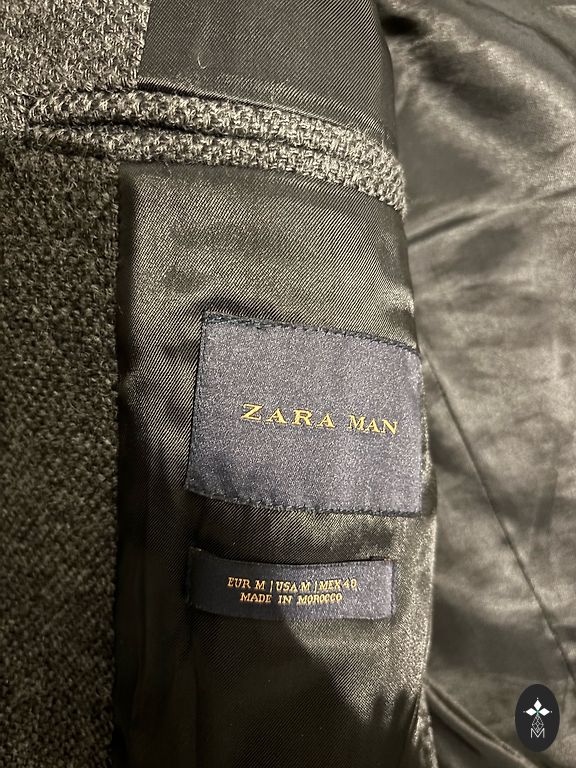 ZARA MAN
EUR M | USA M | MEX 40
MADE IN MOROCCO
M